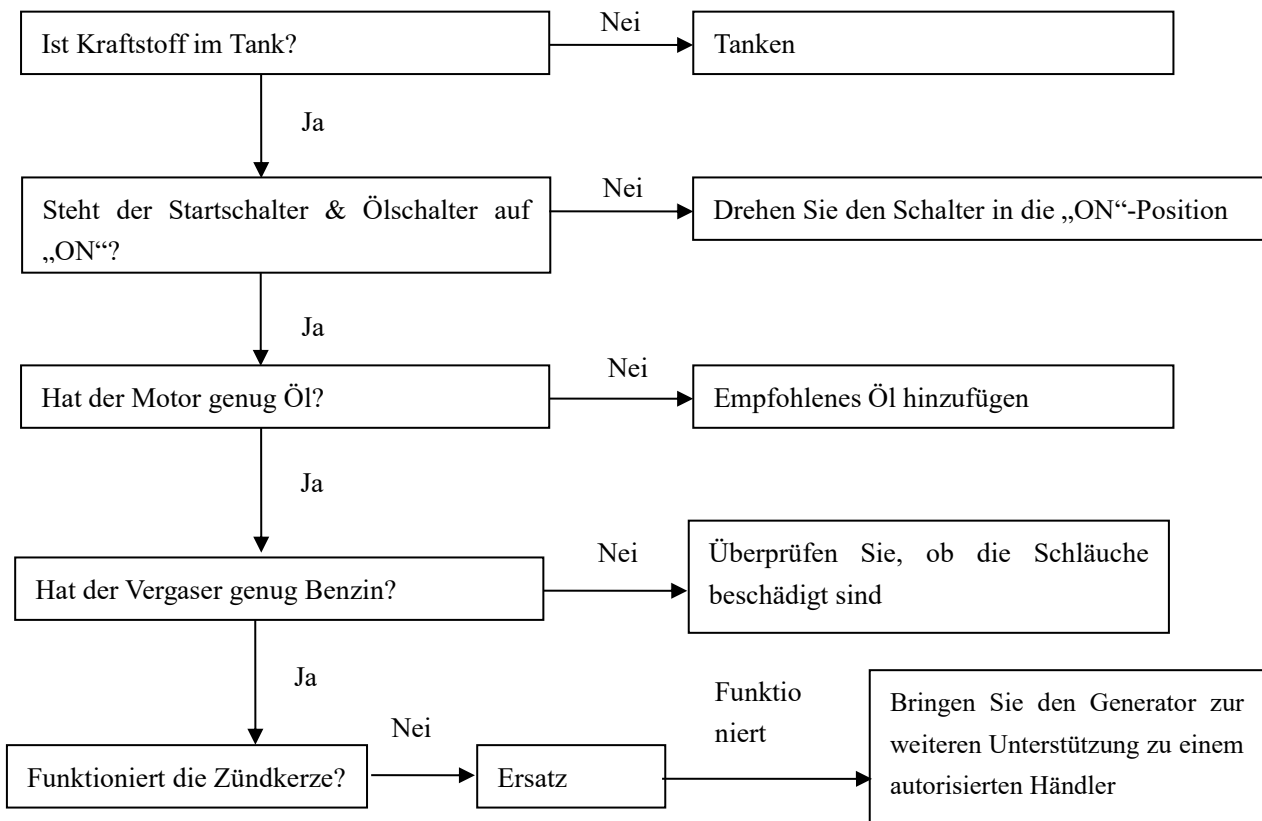 Ist Kraftstoff im Tank?
Nei
Tanken
Ja
Steht der Startschalter & Ölschalter auf
„ON“?
Nei
Drehen Sie den Schalter in die „ON“-Position
Ja
Hat der Motor genug Öl?
Nei
Empfohlenes Öl hinzufügen
Ja
Hat der Vergaser genug Benzin?
Nei
Überprüfen Sie, ob die Schläuche
beschädigt sind
Ja
Funktioniert die Zündkerze?
Nei
Ersatz
Funktio
niert
Bringen Sie den Generator zur
weiteren Unterstützung zu einem
autorisierten Händler